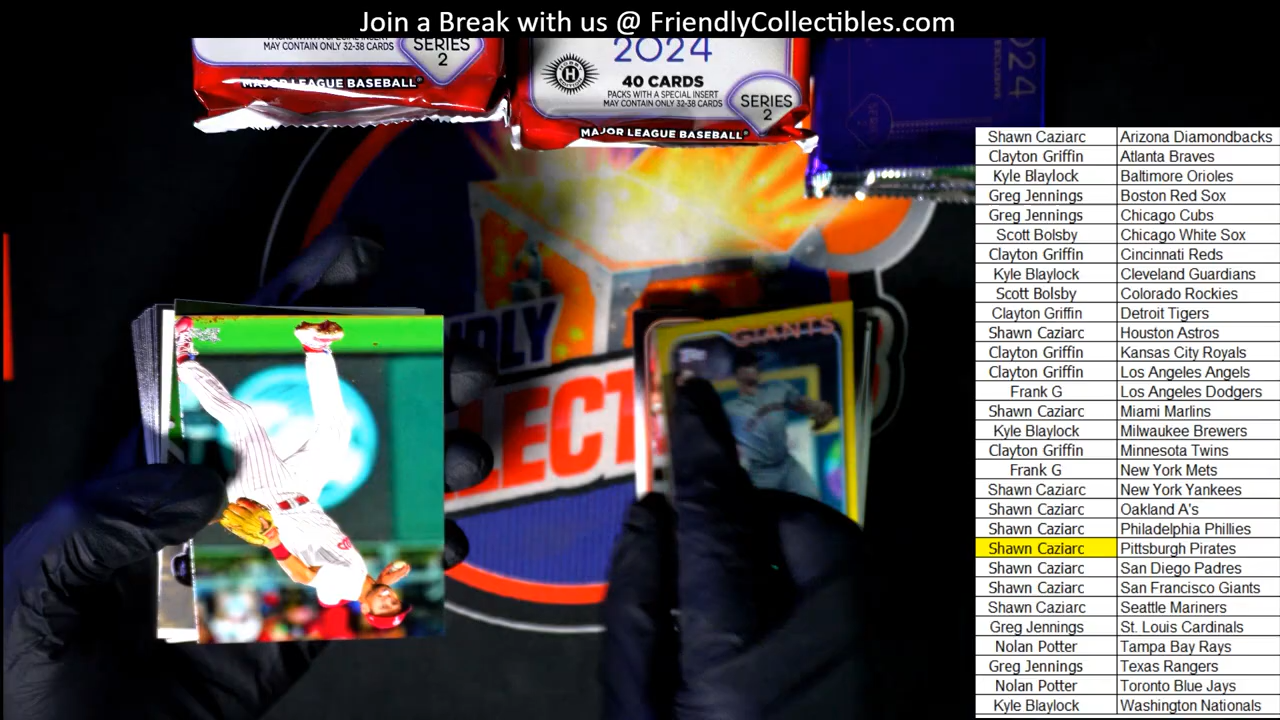 Join a Break with us @ FriendlyCollectibles.com
PACKS WITH A SPECIAL INSERT
MAY CONTAIN ONLY 32-38 CARDS
SERIES
2
MAJOR LEAGUE BASEBALL
2024
40 CARDS
PACKS WITH A SPECIAL INSERT
MAY CONTAIN ONLY 32-38 CARDS
SERIES
2
MAJOR LEAGUE BASEBALL
GIANTS
Shawn Caziarc Arizona Diamondbacks
Clayton Griffin Atlanta Braves
Kyle Blaylock Baltimore Orioles
Greg Jennings Boston Red Sox
Greg Jennings Chicago Cubs
Scott Bolsby Chicago White Sox
Clayton Griffin Cincinnati Reds
Kyle Blaylock Cleveland Guardians
Scott Bolsby Colorado Rockies
Clayton Griffin Detroit Tigers
Shawn Caziarc Houston Astros
Clayton Griffin Kansas City Royals
Clayton Griffin Los Angeles Angels
Frank G Los Angeles Dodgers
Shawn Caziarc Miami Marlins
Kyle Blaylock Milwaukee Brewers
Clayton Griffin Minnesota Twins
Frank G New York Mets
Shawn Caziarc New York Yankees
Shawn Caziarc Oakland A's
Shawn Caziarc Philadelphia Phillies
Shawn Caziarc Pittsburgh Pirates
Shawn Caziarc San Diego Padres
Shawn Caziarc San Francisco Giants
Shawn Caziarc Seattle Mariners
Greg Jennings St. Louis Cardinals
Nolan Potter Tampa Bay Rays
Greg Jennings Texas Rangers
Nolan Potter Toronto Blue Jays
Kyle Blaylock Washington Nationals